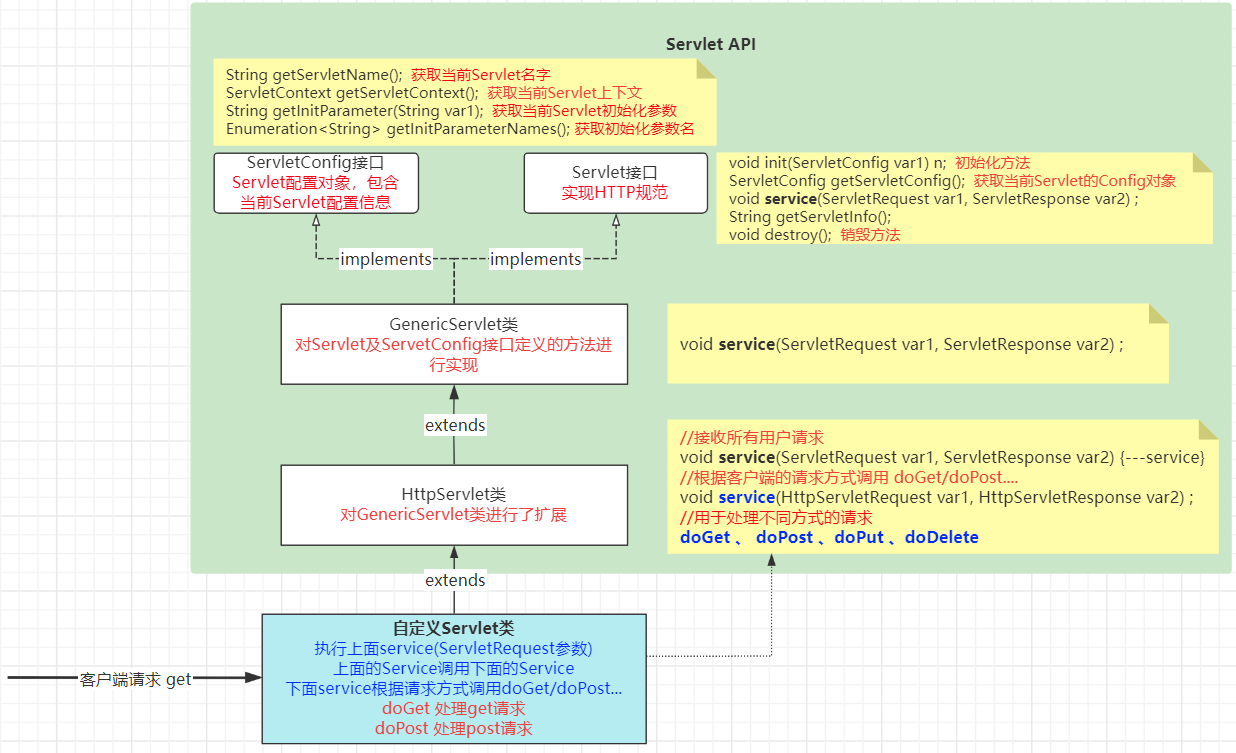 Servlet API
String getServletName(); 获取当前Servlet名字
ServletContext getServletContext(); 获取当前Servlet上下文
String getInitParameter(String var1); 获取当前Servlet初始化参数
Enumeration<String> getInitParameterNames(); 获取初始化参数名
ServletConfig接口
Servlet配置对象，包含
当前Servlet配置信息
Servlet接口
实现HTTP规范
void init(ServletConfig var1) n; 初始化方法
ServletConfig getServletConfig(); 获取当前Servlet的Config对象
void service(ServletRequest var1, ServletResponse var2) ;
String getServletInfo();
void destroy(); 销毁方法
implements
implements
GenericServlet类
对Servlet及ServetConfig接口定义的方法进
行实现
void service(ServletRequest var1, ServletResponse var2) ;
extends
HttpServlet类
对GenericServlet类进行了扩展
//接收所有用户请求
void service(ServletRequest var1, ServletResponse var2) {---service}
//根据客户端的请求方式调用 doGet/doPost....
void service(HttpServletRequest var1, HttpServletResponse var2) ;
//用于处理不同方式的请求
doGet 、 doPost 、doPut 、doDelete
extends
自定义Servlet类
执行上面service(ServletRequest参数)
上面的Service调用下面的Service
下面service根据请求方式调用doGet/doPost...
doGet 处理get请求
doPost 处理post请求
客户端请求 get